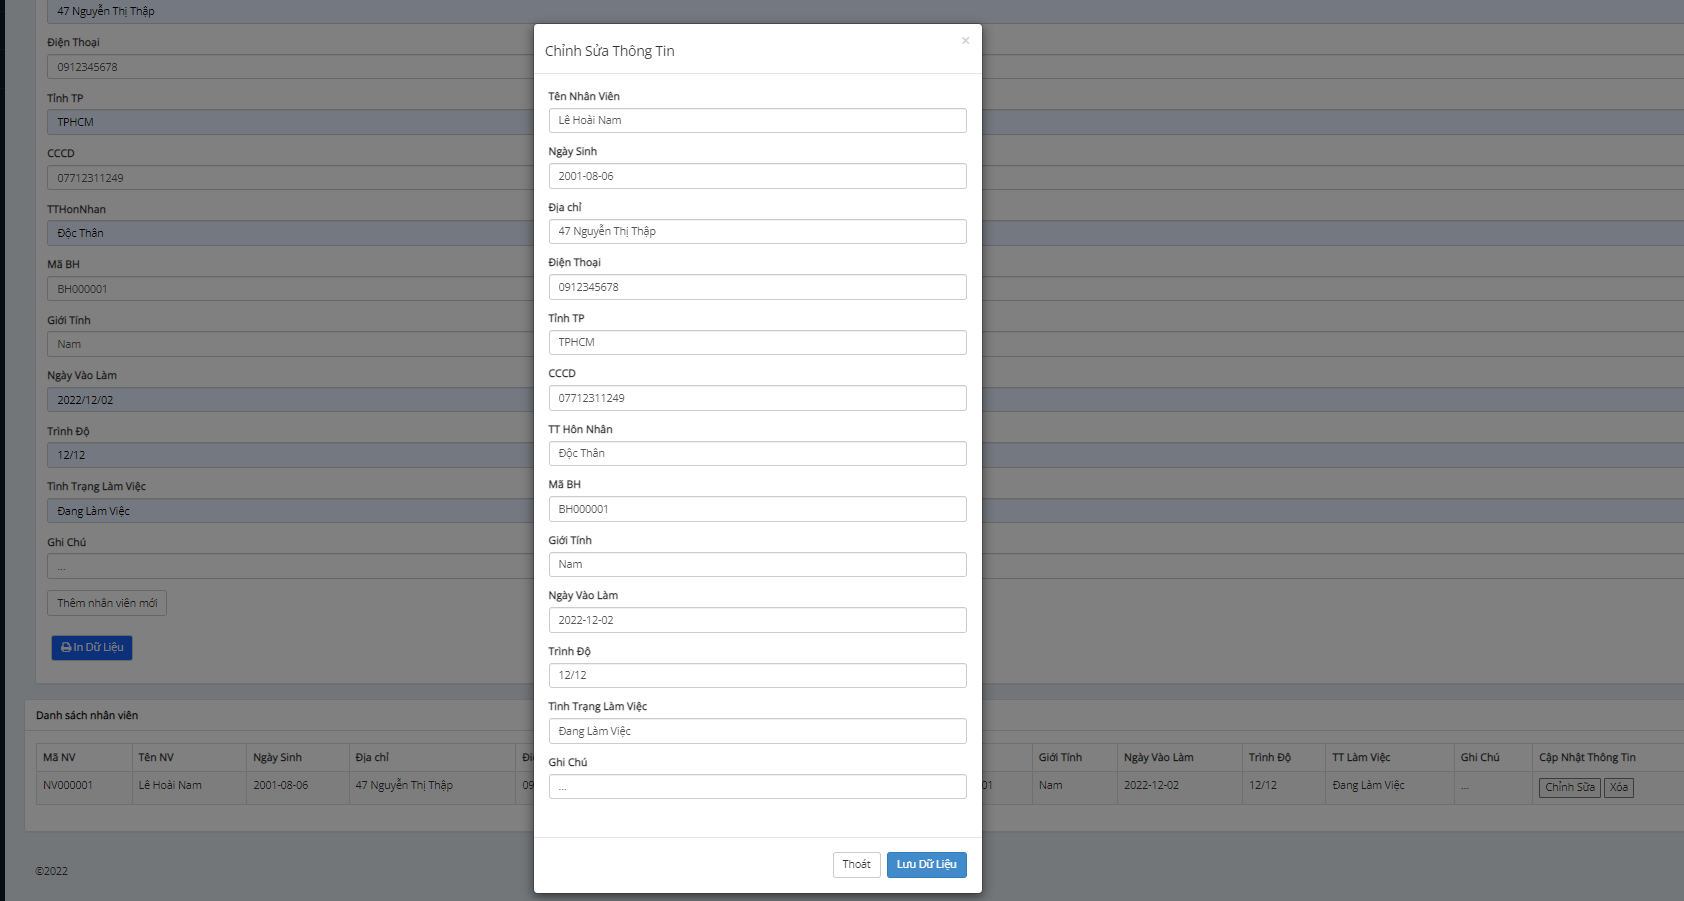 47 Nguyễn Thị Thập
Điện Thoại
0912345678
Tỉnh TP
TPHCM
CCCD
07712311249
TTHonNhan
Độc Thân
Mã BH
BH000001
Giới Tính
Nam
Ngày Vào Làm
2022/12/02
Trình Độ
12/12
Tình Trạng Làm Việc
Đang Làm Việc
Ghi Chú
...
Thêm nhân viên mới
In Dữ Liệu
Chỉnh Sửa Thông Tin
×
Tên Nhân Viên
Lê Hoài Nam
Ngày Sinh
2001-08-06
Địa chỉ
47 Nguyễn Thị Thập
Điện Thoại
0912345678
Tỉnh TP
TPHCM
CCCD
07712311249
TT Hôn Nhân
Độc Thân
Mã BH
BH000001
Giới Tính
Nam
Ngày Vào Làm
2022-12-02
Trình Độ
12/12
Tình Trạng Làm Việc
Đang Làm Việc
Ghi Chú
...
Thoát Lưu Dữ Liệu
Danh sách nhân viên
Mã NV Tên NV Ngày Sinh Địa chỉ Giới Tính Ngày Vào Làm Trình Độ TT Làm Việc Ghi Chú Cập Nhật Thông Tin
NV000001 Lê Hoài Nam 2001-08-06 47 Nguyễn Thị Thập 09 01 Nam 2022-12-02 12/12 Đang Làm Việc ... Chỉnh Sữa Xóa
©2022